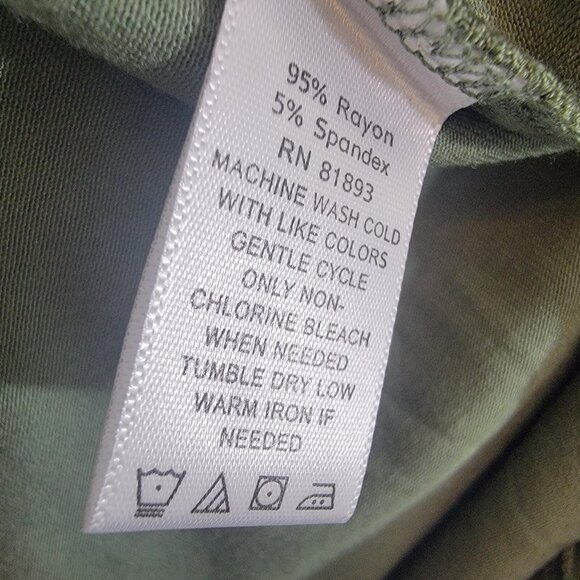 95% Rayon
5% Spandex
RN 81893
MACHINE WASH COLD
WITH LIKE COLORS
GENTLE CYCLE
ONLY NON-
CHLORINE BLEACH
WHEN NEEDED
TUMBLE DRY LOW
WARM IRON IF
NEEDED